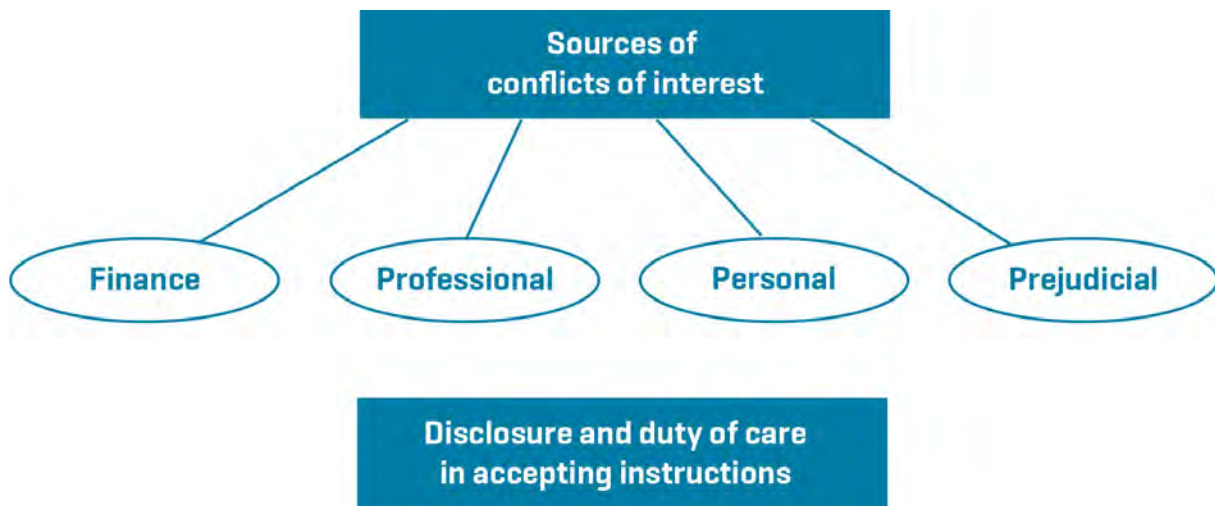 Sources of
conflicts of interest
Finance
Professional
Personal
Prejudicial
Disclosure and duty of care
in accepting instructions